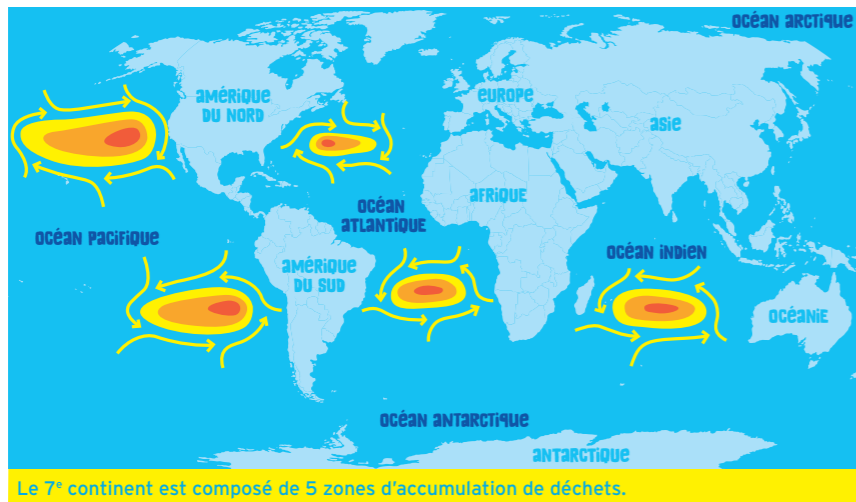 océan arctique
amérique
du nord
europe
asie
afrique
océan
atlantique
océan pacifique
océan indien
amérique
du sud
océanie
océan antarctique
antarctique
Le 7e continent est composé de 5 zones d'accumulation de déchets.